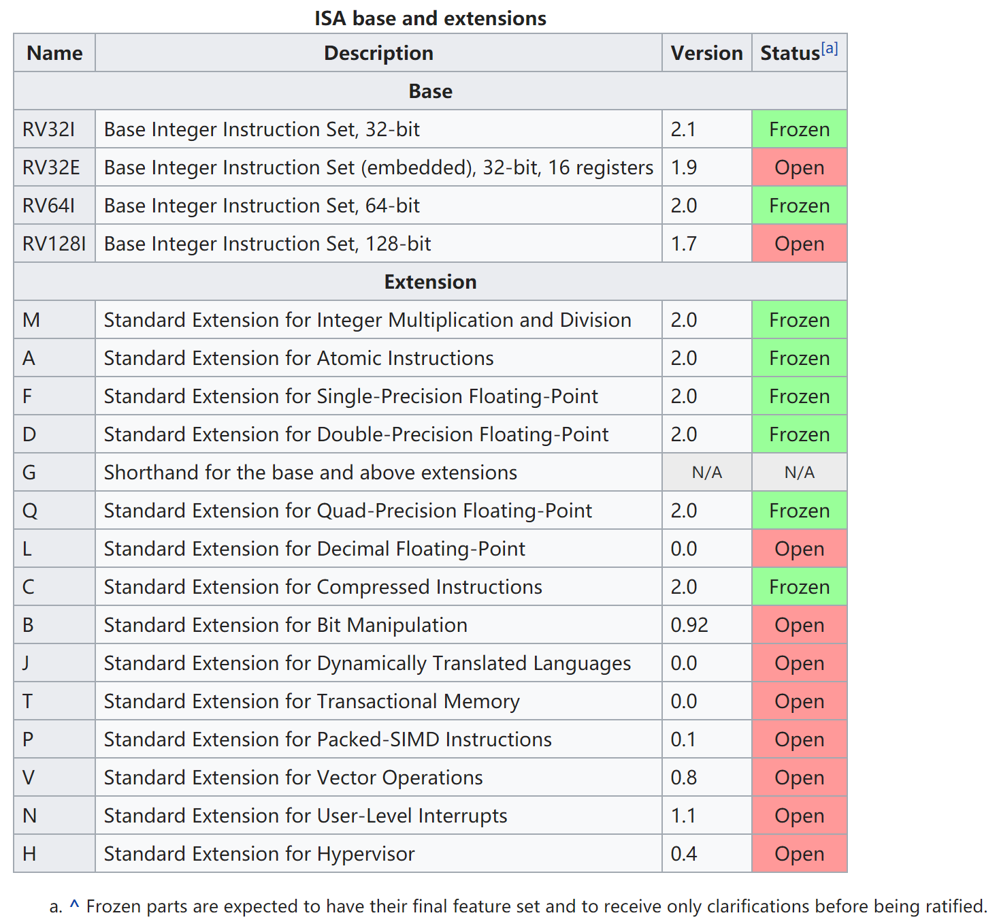 ISA base and extensions
Name Description Version Status[a]
Base
RV32I Base Integer Instruction Set, 32-bit 2.1 Frozen
RV32E Base Integer Instruction Set (embedded), 32-bit, 16 registers 1.9 Open
RV64I Base Integer Instruction Set, 64-bit 2.0 Frozen
RV128I Base Integer Instruction Set, 128-bit 1.7 Open
Extension
M Standard Extension for Integer Multiplication and Division 2.0 Frozen
A Standard Extension for Atomic Instructions 2.0 Frozen
F Standard Extension for Single-Precision Floating-Point 2.0 Frozen
D Standard Extension for Double-Precision Floating-Point 2.0 Frozen
G Shorthand for the base and above extensions N/A N/A
Q Standard Extension for Quad-Precision Floating-Point 2.0 Frozen
L Standard Extension for Decimal Floating-Point 0.0 Open
C Standard Extension for Compressed Instructions 2.0 Frozen
B Standard Extension for Bit Manipulation 0.92 Open
J Standard Extension for Dynamically Translated Languages 0.0 Open
T Standard Extension for Transactional Memory 0.0 Open
P Standard Extension for Packed-SIMD Instructions 0.1 Open
V Standard Extension for Vector Operations 0.8 Open
N Standard Extension for User-Level Interrupts 1.1 Open
H Standard Extension for Hypervisor 0.4 Open
a. ^ Frozen parts are expected to have their final feature set and to receive only clarifications before being ratified.